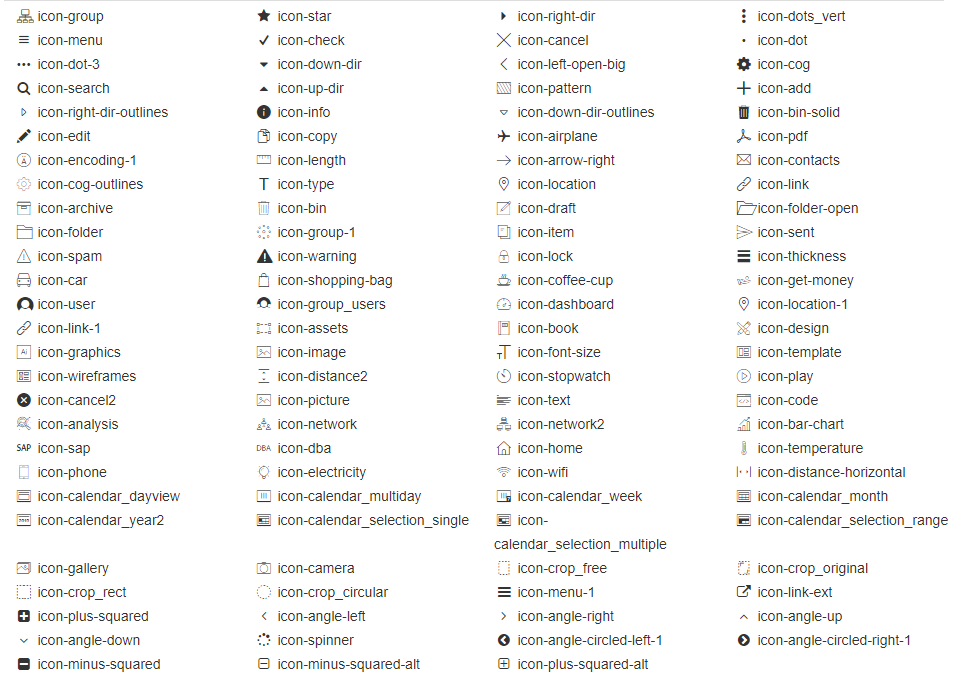 icon-group icon-star icon-right-dir icon-dots_vert
icon-menu icon-check icon-cancel icon-dot
icon-dot-3 icon-down-dir icon-left-open-big icon-cog
icon-search icon-up-dir icon-pattern icon-add
icon-right-dir-outlines icon-info icon-down-dir-outlines icon-bin-solid
icon-edit icon-copy icon-airplane icon-pdf
icon-encoding-1 icon-length icon-arrow-right icon-contacts
icon-cog-outlines T icon-type icon-location icon-link
icon-archive icon-bin icon-draft icon-folder-open
icon-folder icon-group-1 icon-item icon-sent
icon-spam icon-warning icon-lock icon-thickness
icon-car icon-shopping-bag icon-coffee-cup icon-get-money
icon-user icon-group_users icon-dashboard icon-location-1
icon-link-1 icon-assets icon-book icon-design
Ai icon-graphics icon-image TT icon-font-size icon-template
icon-wireframes icon-distance2 icon-stopwatch icon-play
icon-cancel2 icon-picture icon-text icon-code
icon-analysis icon-network icon-network2 icon-bar-chart
SAP icon-sap DBA icon-dba icon-home icon-temperature
icon-phone icon-electricity icon-wifi icon-distance-horizontal
icon-calendar_dayview icon-calendar_multiday icon-calendar_week icon-calendar_month
icon-calendar_year2 icon-calendar_selection_single icon- icon-calendar_selection_range
calendar_selection_multiple
icon-gallery icon-camera icon-crop_free icon-crop_original
icon-crop_rect icon-crop_circular icon-menu-1 icon-link-ext
icon-plus-squared icon-angle-left icon-angle-right icon-angle-up
icon-angle-down icon-spinner icon-angle-circled-left-1 icon-angle-circled-right-1
icon-minus-squared icon-minus-squared-alt icon-plus-squared-alt